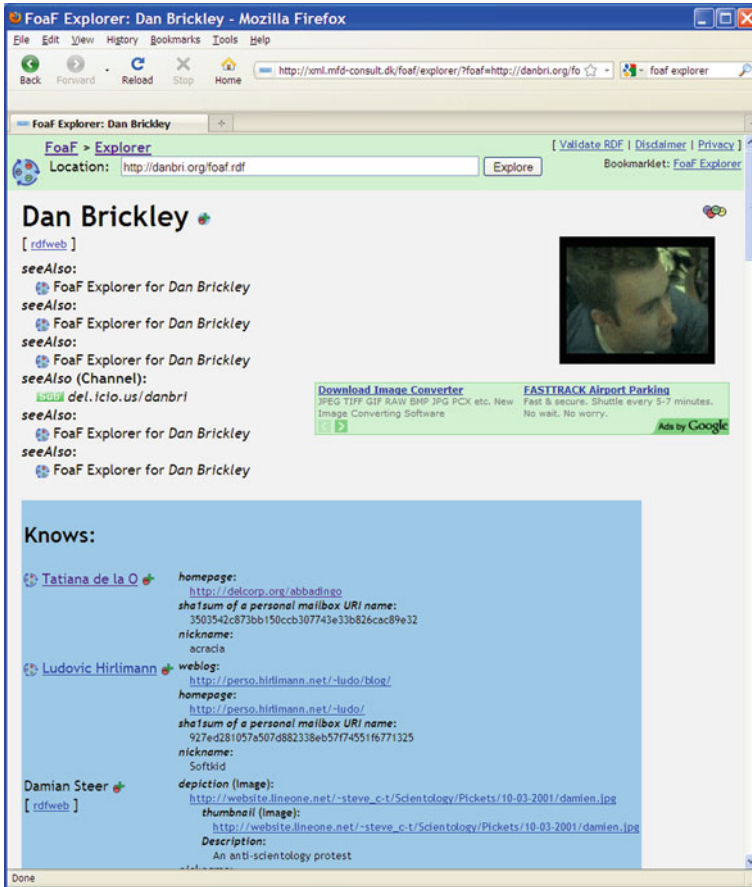 FoaF Explorer: Dan Brickley - Mozilla Firefox
File Edit View History Bookmarks Tools Help
Back Forward Reload Stop Home
http://xml.mfd-consult.dk/foaf/explorer/?foaf=http://danbri.org/fo
foaf explorer
FoaF Explorer: Dan Brickley
FoaF > Explorer
[ Validate RDF | Disclaimer | Privacy ]
Location: http://danbri.org/foaf.rdf Explore
Bookmarklet: FoaF Explorer
Dan Brickley
[ rdfweb ]
seeAlso:
FoaF Explorer for Dan Brickley
seeAlso:
FoaF Explorer for Dan Brickley
seeAlso:
FoaF Explorer for Dan Brickley
seeAlso (Channel):
SUB del.icio.us/danbri
seeAlso:
FoaF Explorer for Dan Brickley
seeAlso:
FoaF Explorer for Dan Brickley
Download Image Converter
JPEG TIFF GIF RAW BMP JPG PCX etc. New
Image Converting Software
FASTTRACK Airport Parking
Fast & secure. Shuttle every 5-7 minutes.
No wait. No worry.
Ads by Google
Knows:
Tatiana de la O
homepage:
http://delcorp.org/abbadingo
sha1sum of a personal mailbox URI name:
3503542c873bb150ccb307743e33b826cac89e32
nickname:
acracia
Ludovic Hirlimann
weblog:
http://perso.hirlimann.net/~ludo/blog/
homepage:
http://perso.hirlimann.net/~ludo/
sha1sum of a personal mailbox URI name:
927ed281057a507d882338eb57f74551f6771325
nickname:
Softkid
Damian Steer
[ rdfweb ]
depiction (Image):
http://website.lineone.net/~steve_c-t/Scientology/Pickets/10-03-2001/damien.jpg
thumbnail (Image):
http://website.lineone.net/~steve_c-t/Scientology/Pickets/10-03-2001/damien.jpg
Description:
An anti-scientology protest
Done